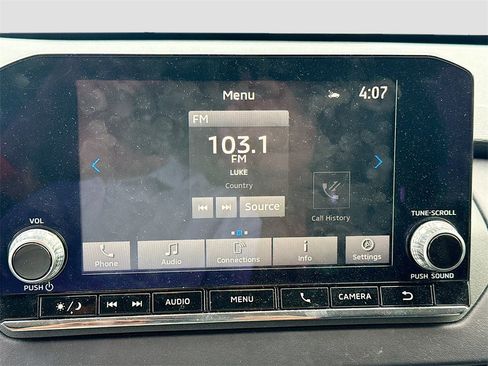 Menu
4:07
FM
103.1
FM
LUKE
Country
Source
Call History
VOL
TUNE-SCROLL
Phone
Audio
Connections
Info
Settings
PUSH
PUSH SOUND
AUDIO
MENU
CAMERA